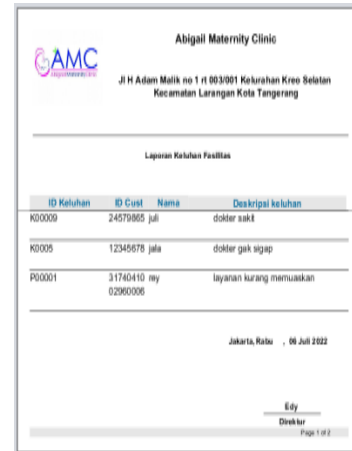 Abigail Maternity Clinic
AMC
Jl H Adam Malik no 1 rt 003/001 Kelurahan Kreo Selatan
Kecamatan Larangan Kota Tangerang
Laporan Keluhan Fasilitas
ID Keluhan ID Cust Nama Deskripsi keluhan
K00009 24579865 juli dokter sakit
K0005 12345678 jala dokter gak sigap
P00001 31740410 rey layanan kurang memuaskan
02960006
Jakarta, Rabu , 06 Juli 2022
Edy
Direktur
Page 1 of 2